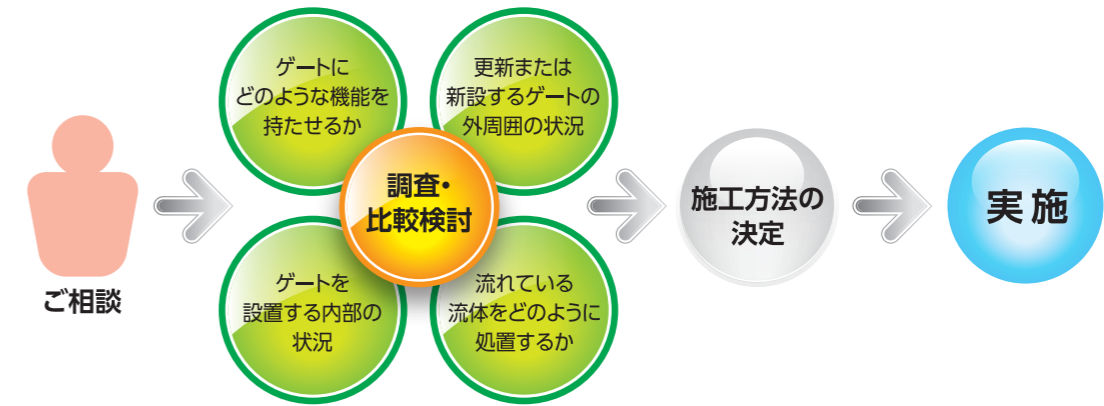 ご相談
ゲートに
どのような機能を
持たせるか
更新または
新設するゲートの
外周囲の状況
調査・
比較検討
ゲートを
設置する内部の
状況
流れている
流体をどのように
処置するか
施工方法の
決定
実施